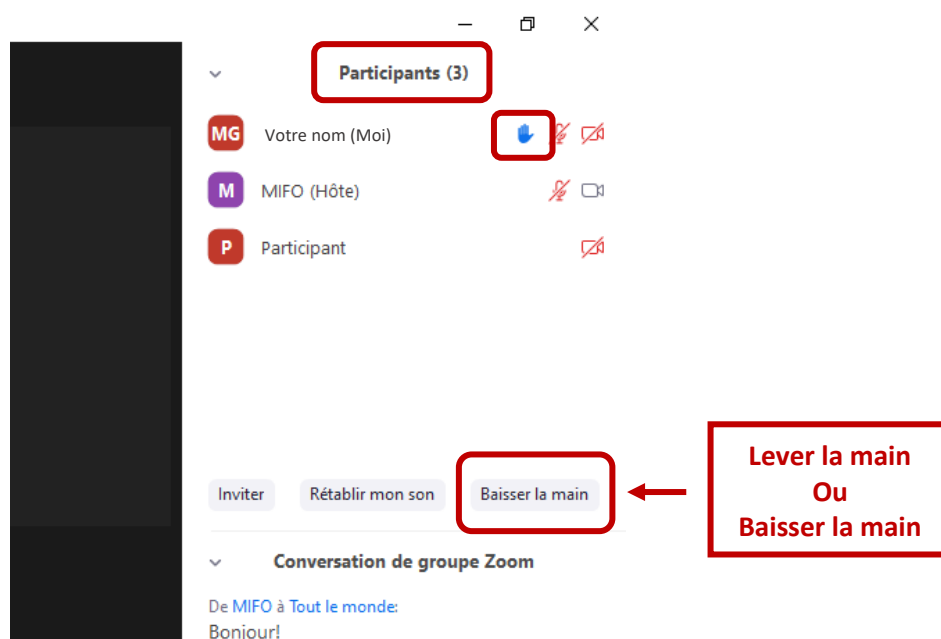 Participants (3)
MG Votre nom (Moi)
M MIFO (Hôte)
P Participant
Inviter Rétablir mon son Baisser la main
Lever la main
Ou
Baisser la main
Conversation de groupe Zoom
De MIFO à Tout le monde:
Bonjour!